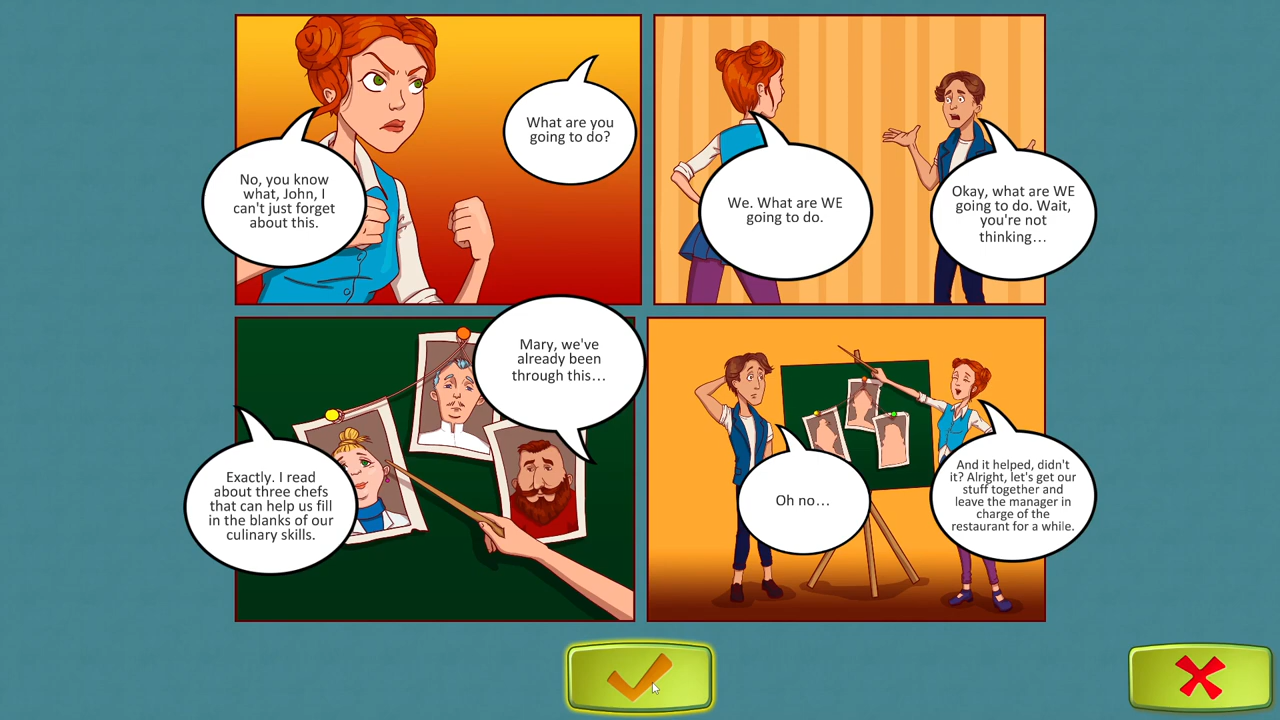 No, you know
what, John, I
can't just forget
about this.
What are you
going to do?
We. What are WE
going to do.
Okay, what are WE
going to do. Wait,
you're not
thinking...
Exactly. I read
about three chefs
that can help us fill
in the blanks of our
culinary skills.
Mary, we've
already been
through this...
Oh no...
And it helped, didn't
it? Alright, let's get our
stuff together and
leave the manager in
charge of the
restaurant for a while.